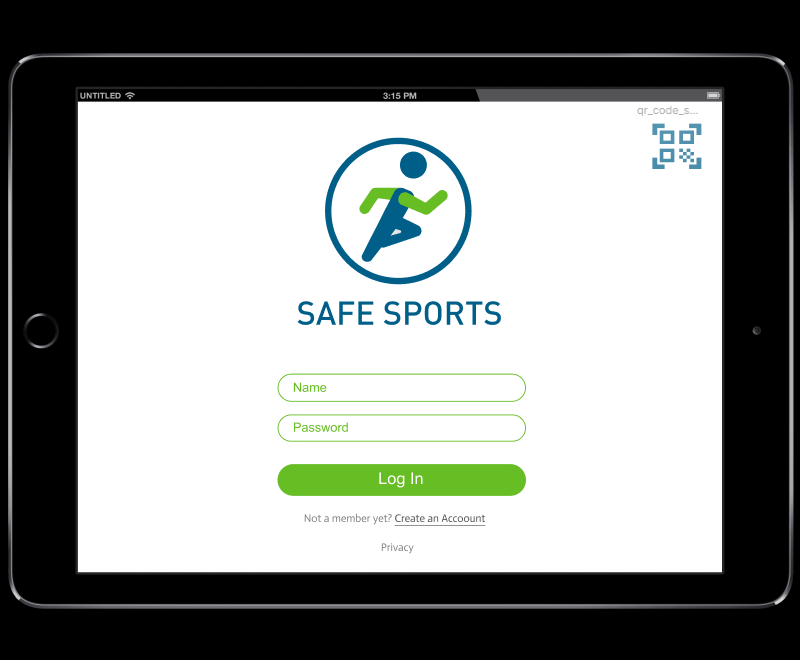 UNTITLED 3:15 PM
qr_code_s...
SAFE SPORTS
Name
Password
Log In
Not a member yet? Create an Accoount
Privacy